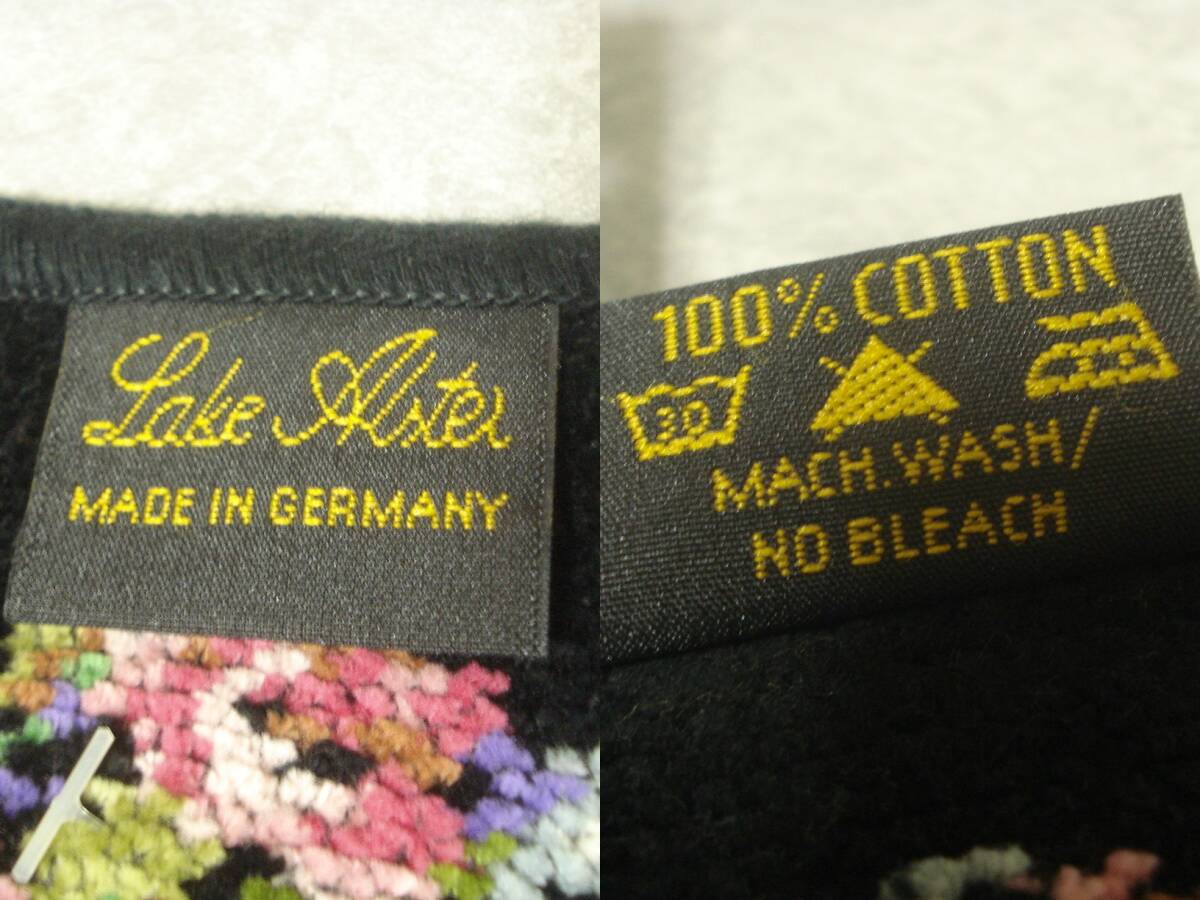 Lake Alster
MADE IN GERMANY
100% COTTON
30
MACH.WASH/
NO BLEACH